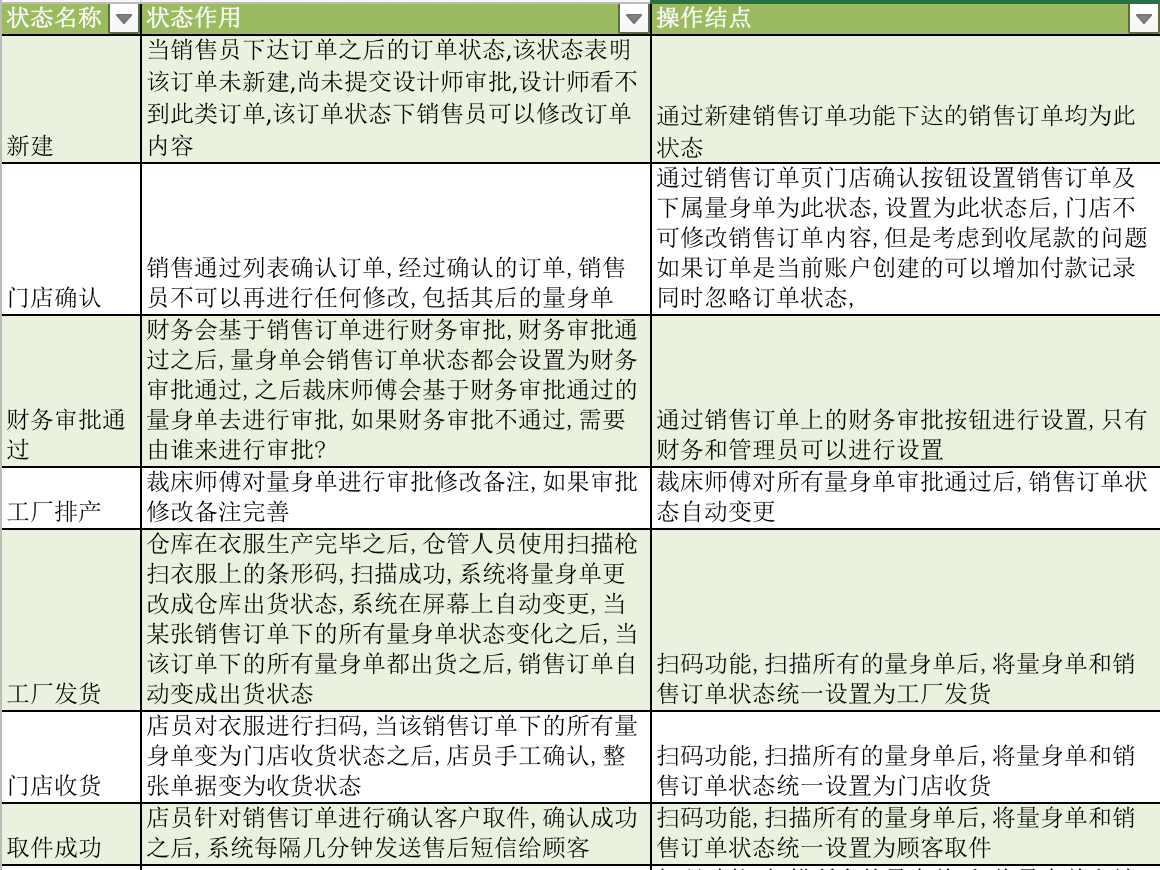 状态名称
状态作用
操作结点
新建
当销售员下达订单之后的订单状态,该状态表明
该订单未新建,尚未提交设计师审批,设计师看不
到此类订单,该订单状态下销售员可以修改订单
内容
通过新建销售订单功能下达的销售订单均为此
状态
门店确认
销售通过列表确认订单,经过确认的订单,销售
员不可以再进行任何修改,包括其后的量身单
通过销售订单页门店确认按钮设置销售订单及
下属量身单为此状态,设置为此状态后,门店不
可修改销售订单内容,但是考虑到收尾款的问题
如果订单是当前账户创建的可以增加付款记录
同时忽略订单状态,
财务审批通
过
财务会基于销售订单进行财务审批,财务审批通
过之后,量身单会销售订单状态都会设置为财务
审批通过,之后裁床师傅会基于财务审批通过的
量身单去进行审批,如果财务审批不通过,需要
由谁来进行审批?
通过销售订单上的财务审批按钮进行设置,只有
财务和管理员可以进行设置
工厂排产
裁床师傅对量身单进行审批修改备注,如果审批
修改备注完善
裁床师傅对所有量身单审批通过后,销售订单状
态自动变更
工厂发货
仓库在衣服生产完毕之后,仓管人员使用扫描枪
扫衣服上的条形码,扫描成功,系统将量身单更
改成仓库出货状态,系统在屏幕上自动变更,当
某张销售订单下的所有量身单状态变化之后,当
该订单下的所有量身单都出货之后,销售订单自
动变成出货状态
扫码功能,扫描所有的量身单后,将量身单和销
售订单状态统一设置为工厂发货
门店收货
店员对衣服进行扫码,当该销售订单下的所有量
身单变为门店收货状态之后,店员手工确认,整
张单据变为收货状态
扫码功能,扫描所有的量身单后,将量身单和销
售订单状态统一设置为门店收货
取件成功
店员针对销售订单进行确认客户取件,确认成功
之后,系统每隔几分钟发送售后短信给顾客
扫码功能,扫描所有的量身单后,将量身单和销
售订单状态统一设置为顾客取件